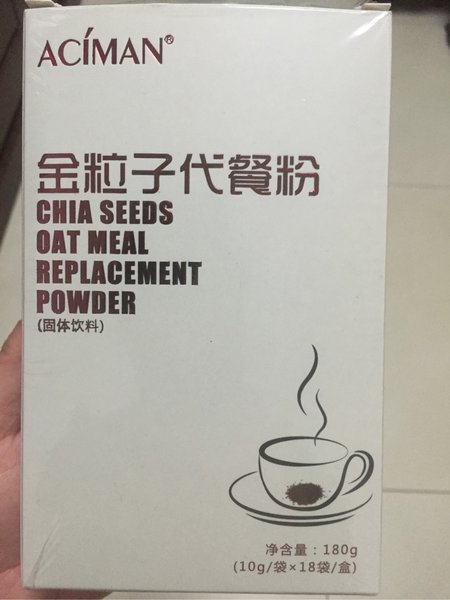 ACÍMAN®
金粒子代餐粉
CHIA SEEDS
OAT MEAL
REPLACEMENT
POWDER
(固体饮料)
净含量：180g
(10g/袋×18袋/盒)